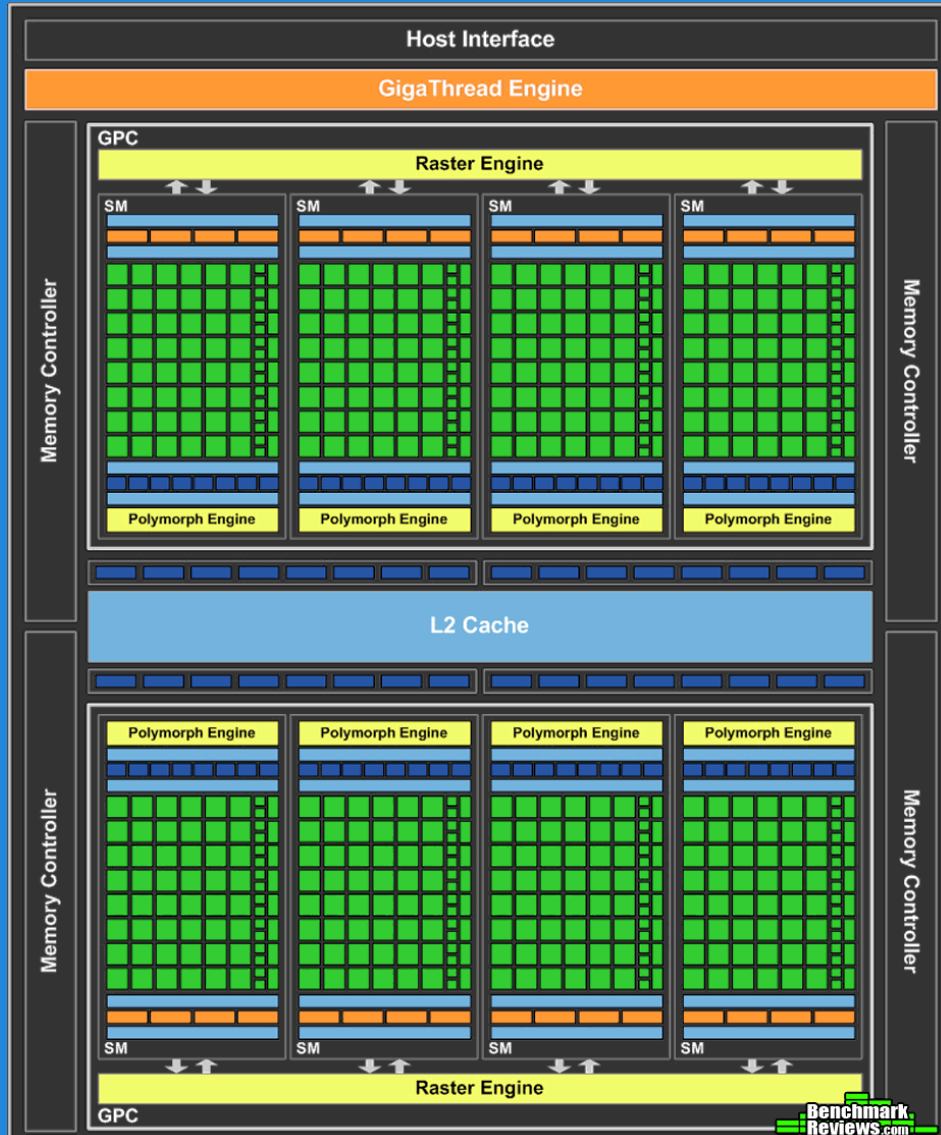 Host Interface
GigaThread Engine
GPC
Raster Engine
SM SM SM SM
Memory Controller
Memory Controller
Polymorph Engine Polymorph Engine Polymorph Engine Polymorph Engine
L2 Cache
Polymorph Engine Polymorph Engine Polymorph Engine Polymorph Engine
Memory Controller
Memory Controller
SM SM SM SM
Raster Engine
GPC
Benchmark
Reviews.com